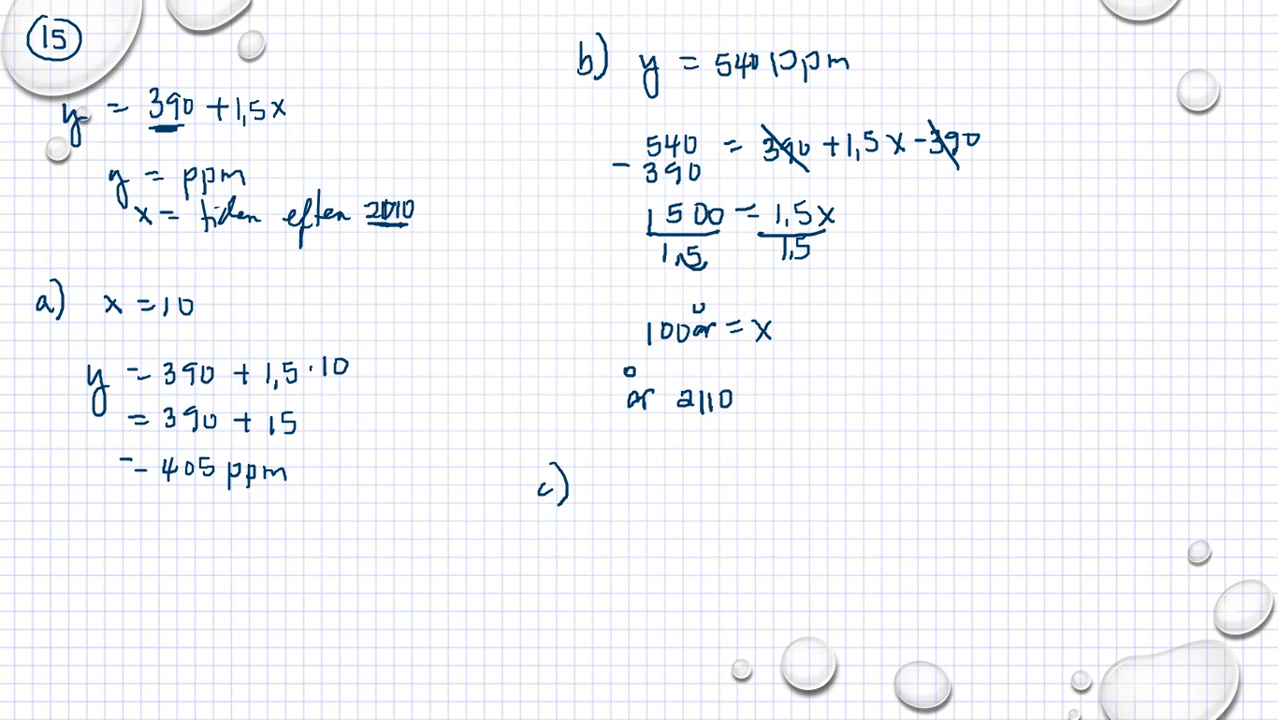 15
y = 390 + 1,5x
y = ppm
x = tiden efter 2010
a) x = 10
y = 390 + 1,5 · 10
= 390 + 15
= 405 ppm
b) y = 540 ppm
540 = 390 + 1,5x - 390
- 390
1500 = 1,5x
1,5 1,5
100 år = x
år 2110
c)